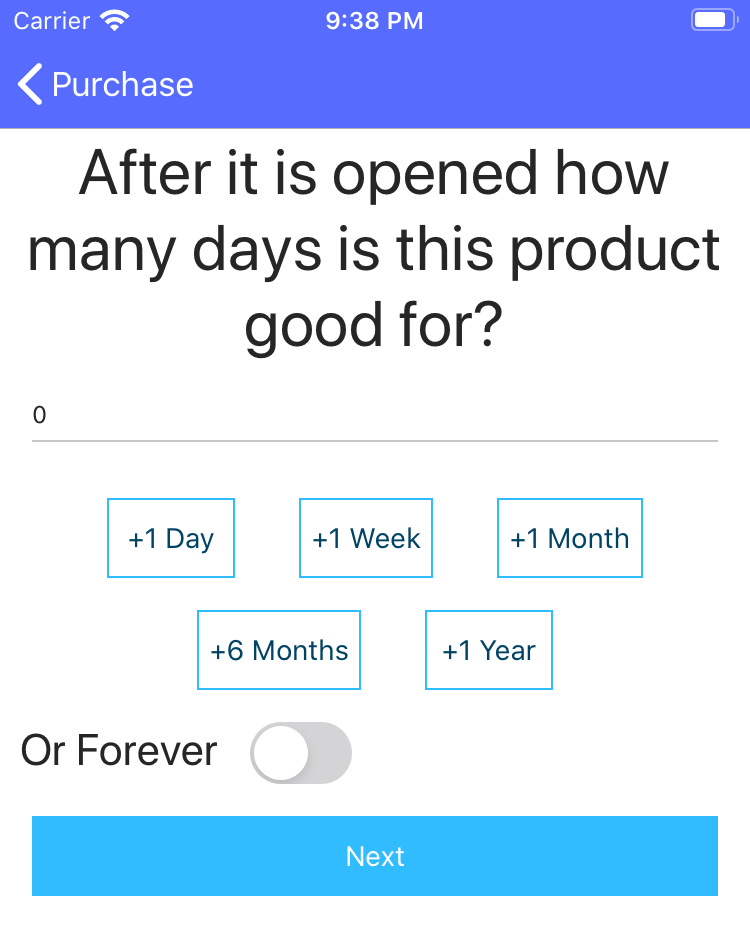 Carrier 9:38 PM
Purchase
After it is opened how
many days is this product
good for?
0
+1 Day +1 Week +1 Month
+6 Months +1 Year
Or Forever
Next